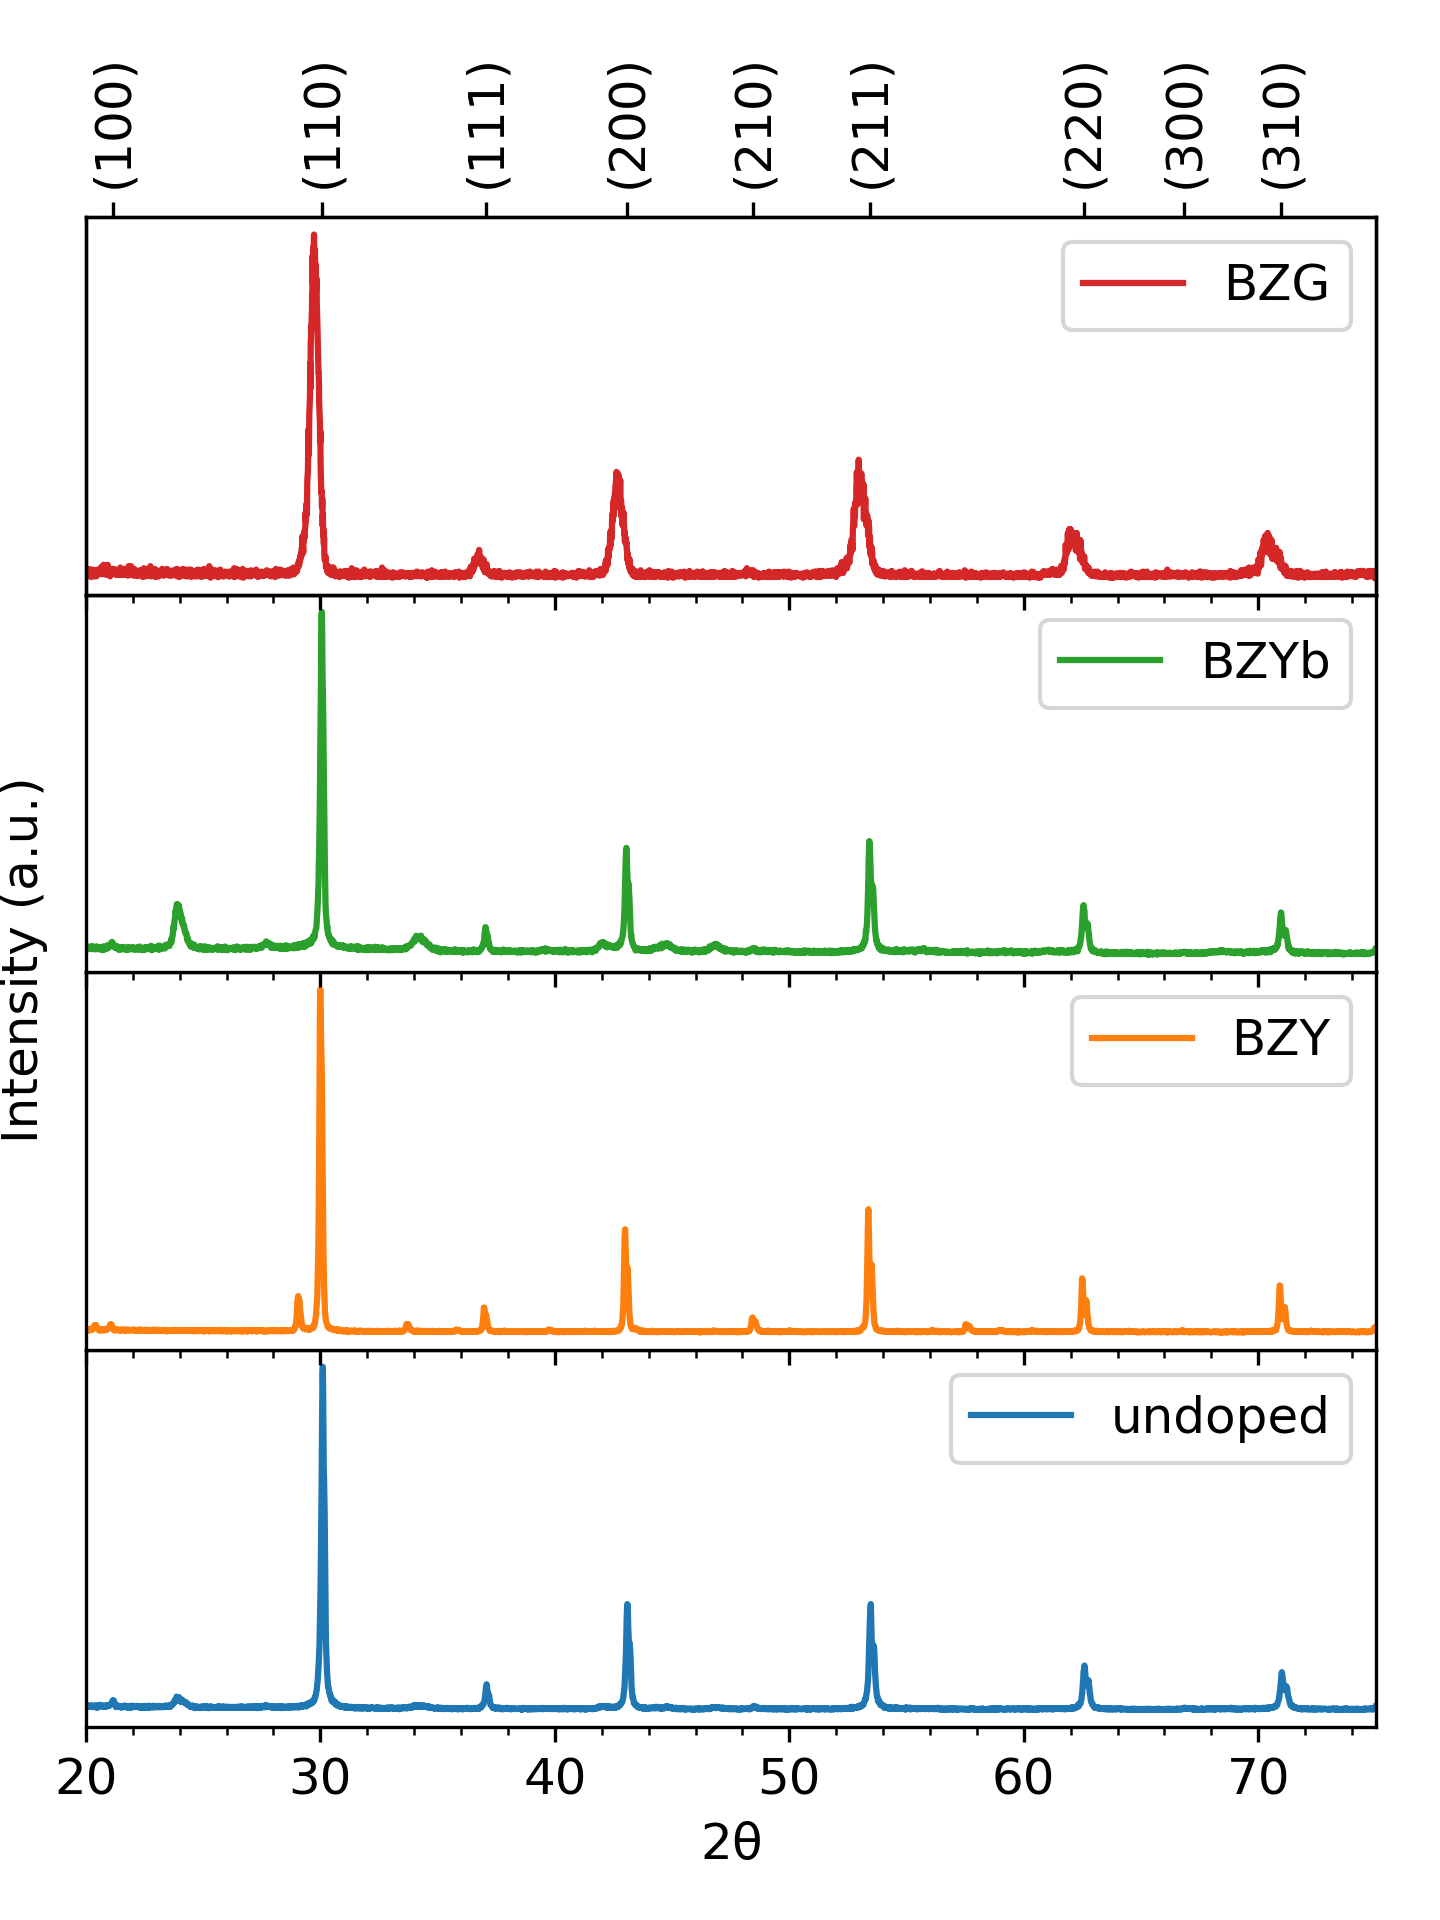 (100)
(110)
(111)
(200)
(210)
(211)
(220)
(300)
(310)
BZG
BZYb
BZY
undoped
Intensity (a.u.)
20
30
40
50
60
70
2θ